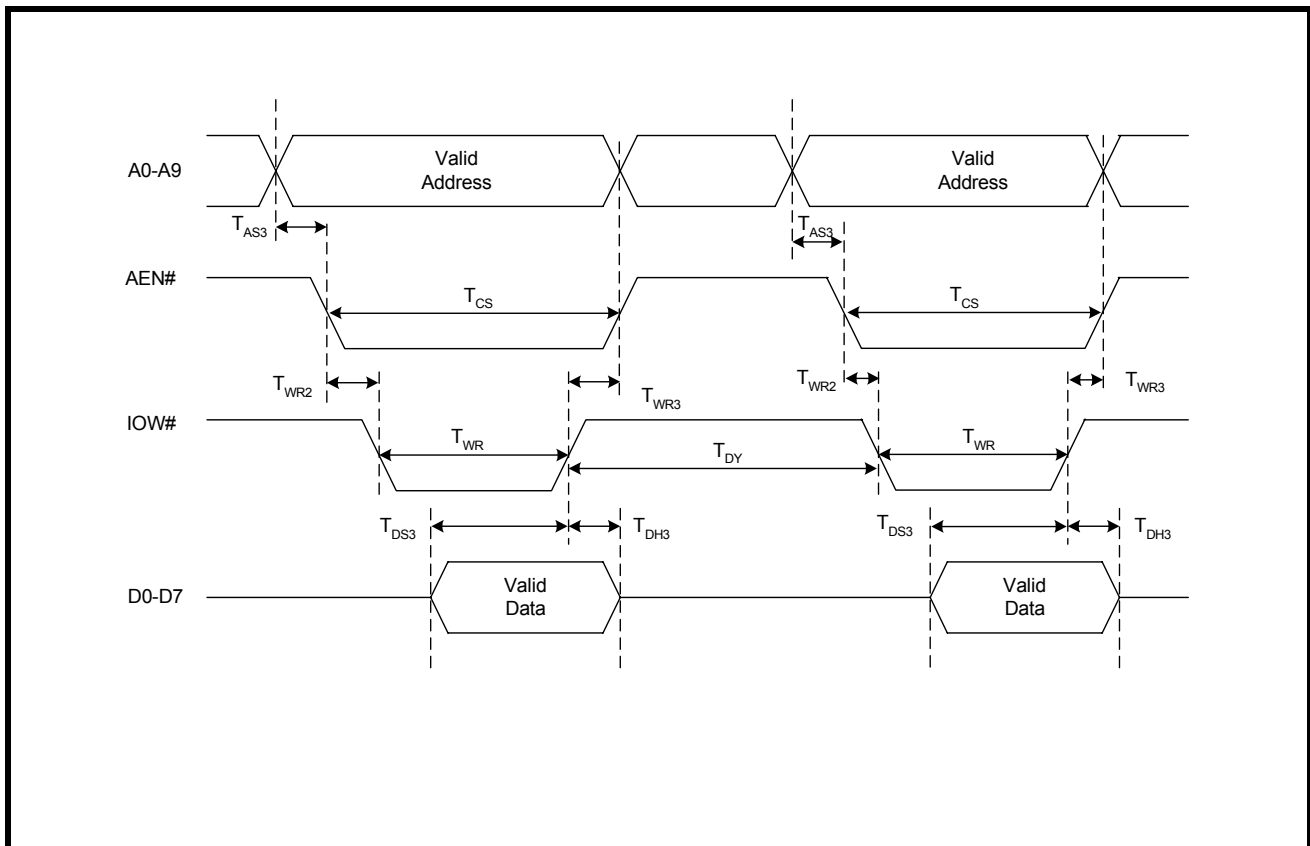 A0-A9
Valid
Address
Valid
Address
TAS3
TAS3
AEN#
TCS
TCS
TWR2
TWR3
TWR2
TWR3
IOW#
TWR
TDY
TWR
TDS3
TDH3
TDS3
TDH3
D0-D7
Valid
Data
Valid
Data